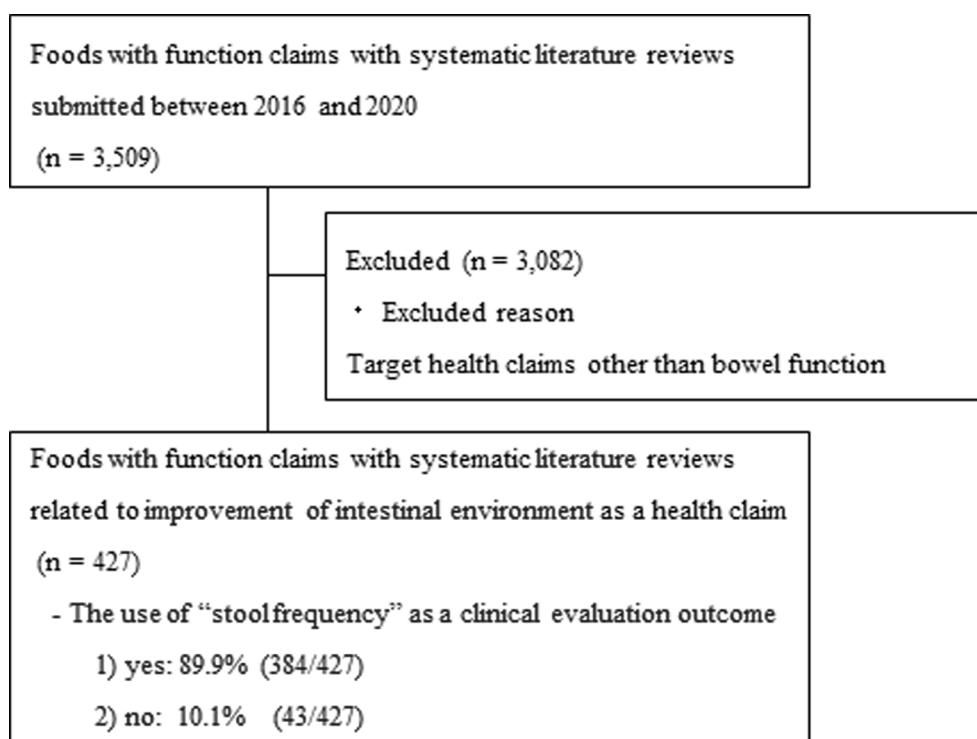 Foods with function claims with systematic literature reviews
submitted between 2016 and 2020
(n = 3,509)
Excluded (n = 3,082)
・ Excluded reason
Target health claims other than bowel function
Foods with function claims with systematic literature reviews
related to improvement of intestinal environment as a health claim
(n = 427)
- The use of “stool frequency” as a clinical evaluation outcome
1) yes: 89.9% (384/427)
2) no: 10.1% (43/427)